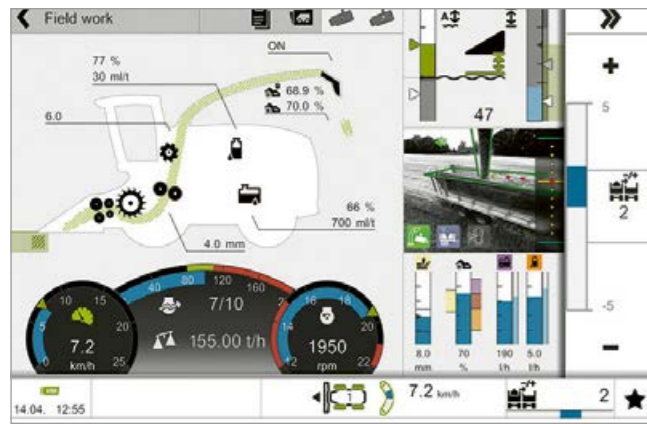 Field work
77 %
30 ml/t
ON
68.9 %
70.0 %
6.0
66 %
700 ml/t
4.0 mm
A
47
+
5
-/+
2
-5
−
40 80 120 160
7/10
155.00 t/h
0 5 10 15 20 25
7.2
km/h
12 14 16 18 20 22
1950
rpm
8.0 70 190 5.0
mm % l/h l/h
14.04. 12:55
1
7.2 km/h
-/+
2